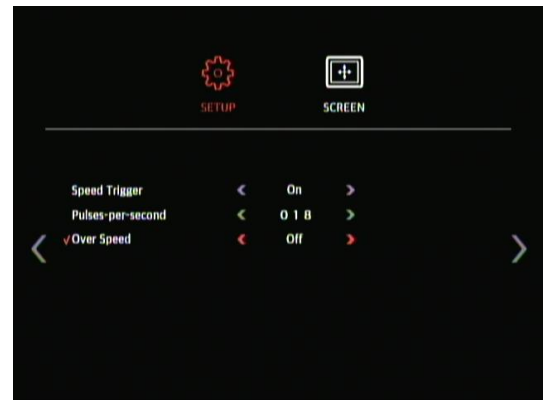 SETUP SCREEN
Speed Trigger On
Pulses-per-second 0 1 8
√Over Speed Off